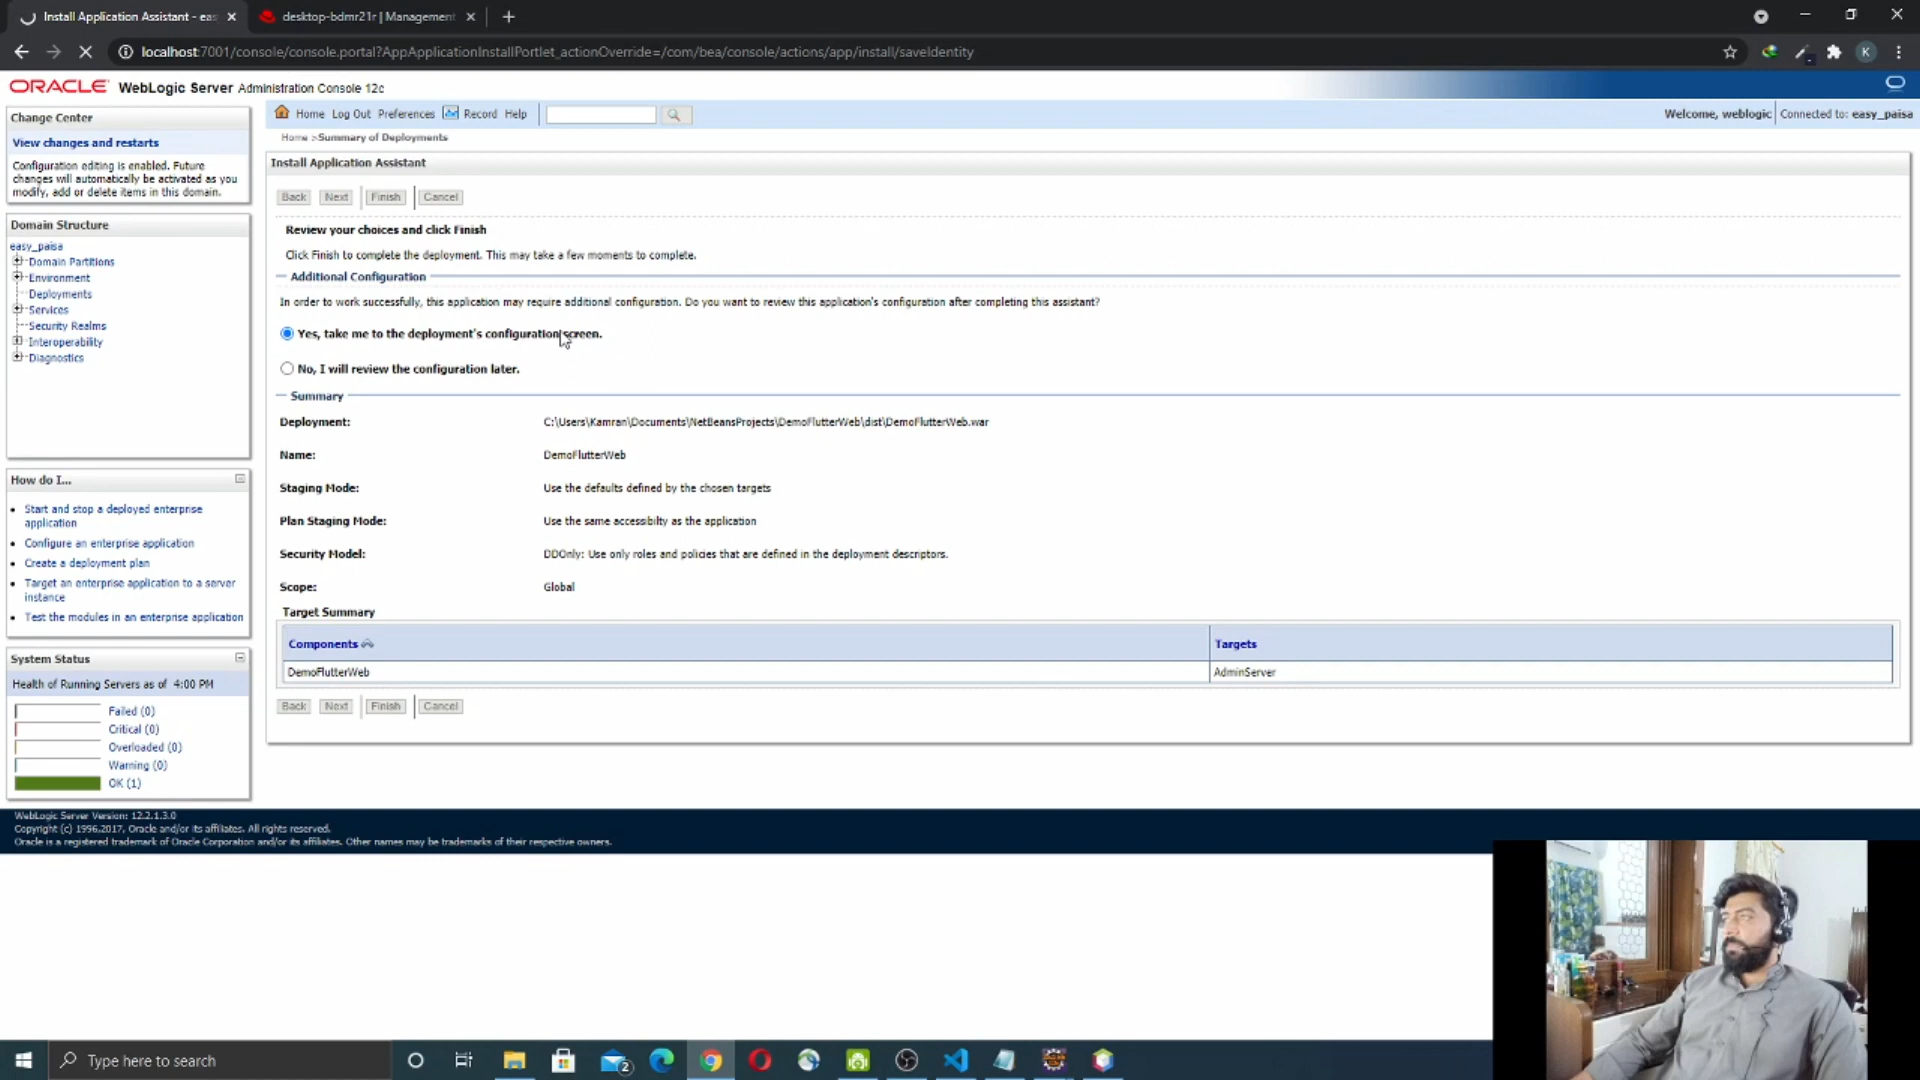 Install Application Assistant - eas
desktop-bdmr21r | Management
localhost:7001/console/console.portal?AppApplicationInstallPortlet_actionOverride=/com/bea/console/actions/app/install/saveIdentity
K
ORACLE WebLogic Server Administration Console 12c
Change Center
View changes and restarts
Configuration editing is enabled. Future
changes will automatically be activated as you
modify, add or delete items in this domain.
Domain Structure
easy_paisa
Domain Partitions
Environment
Deployments
Services
Security Realms
Interoperability
Diagnostics
How do I...
Start and stop a deployed enterprise
application
Configure an enterprise application
Create a deployment plan
Target an enterprise application to a server
instance
Test the modules in an enterprise application
System Status
Health of Running Servers as of 4:00 PM
Failed (0)
Critical (0)
Overloaded (0)
Warning (0)
OK (1)
Home Log Out Preferences Record Help
Welcome, weblogic Connected to: easy_paisa
Home >Summary of Deployments
Install Application Assistant
Back Next Finish Cancel
Review your choices and click Finish
Click Finish to complete the deployment. This may take a few moments to complete.
Additional Configuration
In order to work successfully, this application may require additional configuration. Do you want to review this application's configuration after completing this assistant?
Yes, take me to the deployment's configuration screen.
No, I will review the configuration later.
Summary
Deployment: C:\Users\Kamran\Documents\NetBeansProjects\DemoFlutterWeb\dist\DemoFlutterWeb.war
Name: DemoFlutterWeb
Staging Mode: Use the defaults defined by the chosen targets
Plan Staging Mode: Use the same accessibilty as the application
Security Model: DDOnly: Use only roles and policies that are defined in the deployment descriptors.
Scope: Global
Target Summary
Components Targets
DemoFlutterWeb AdminServer
Back Next Finish Cancel
WebLogic Server Version: 12.2.1.3.0
Copyright (c) 1996,2017, Oracle and/or its affiliates. All rights reserved.
Oracle is a registered trademark of Oracle Corporation and/or its affiliates. Other names may be trademarks of their respective owners.
Type here to search
2